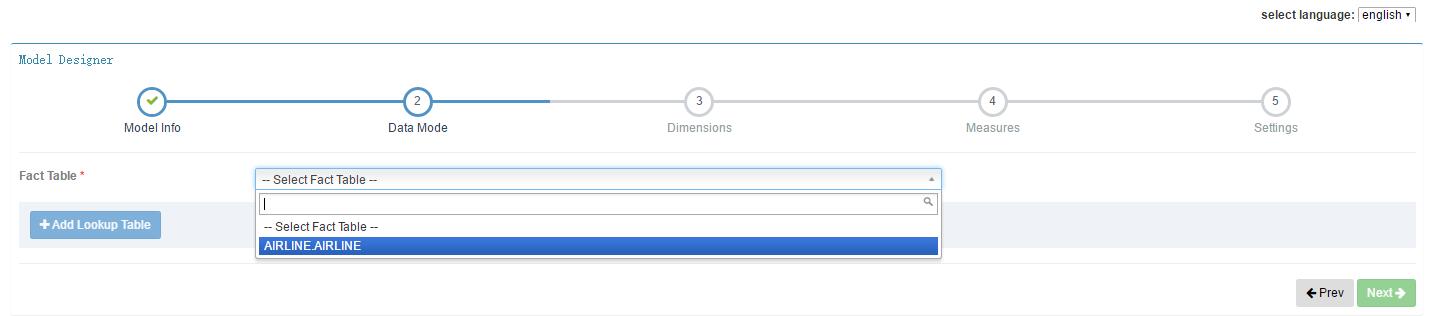 select language: english
Model Designer
2 3 4 5
Model Info Data Mode Dimensions Measures Settings
Fact Table * -- Select Fact Table --
-- Select Fact Table --
Add Lookup Table
AIRLINE.AIRLINE
Prev Next